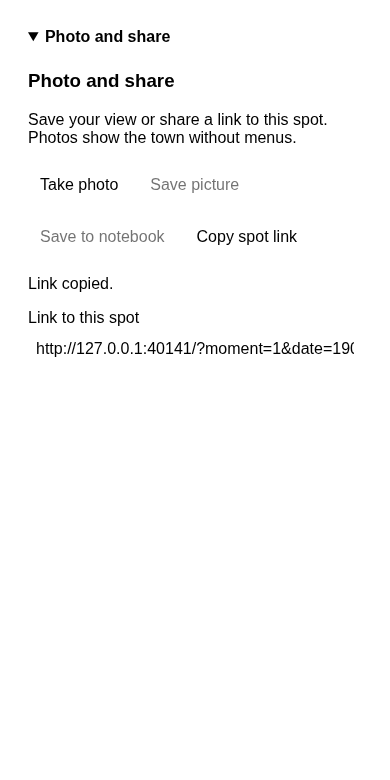 Photo and share
Photo and share
Save your view or share a link to this spot.
Photos show the town without menus.
Take photo Save picture
Save to notebook Copy spot link
Link copied.
Link to this spot
http://127.0.0.1:40141/?moment=1&date=190